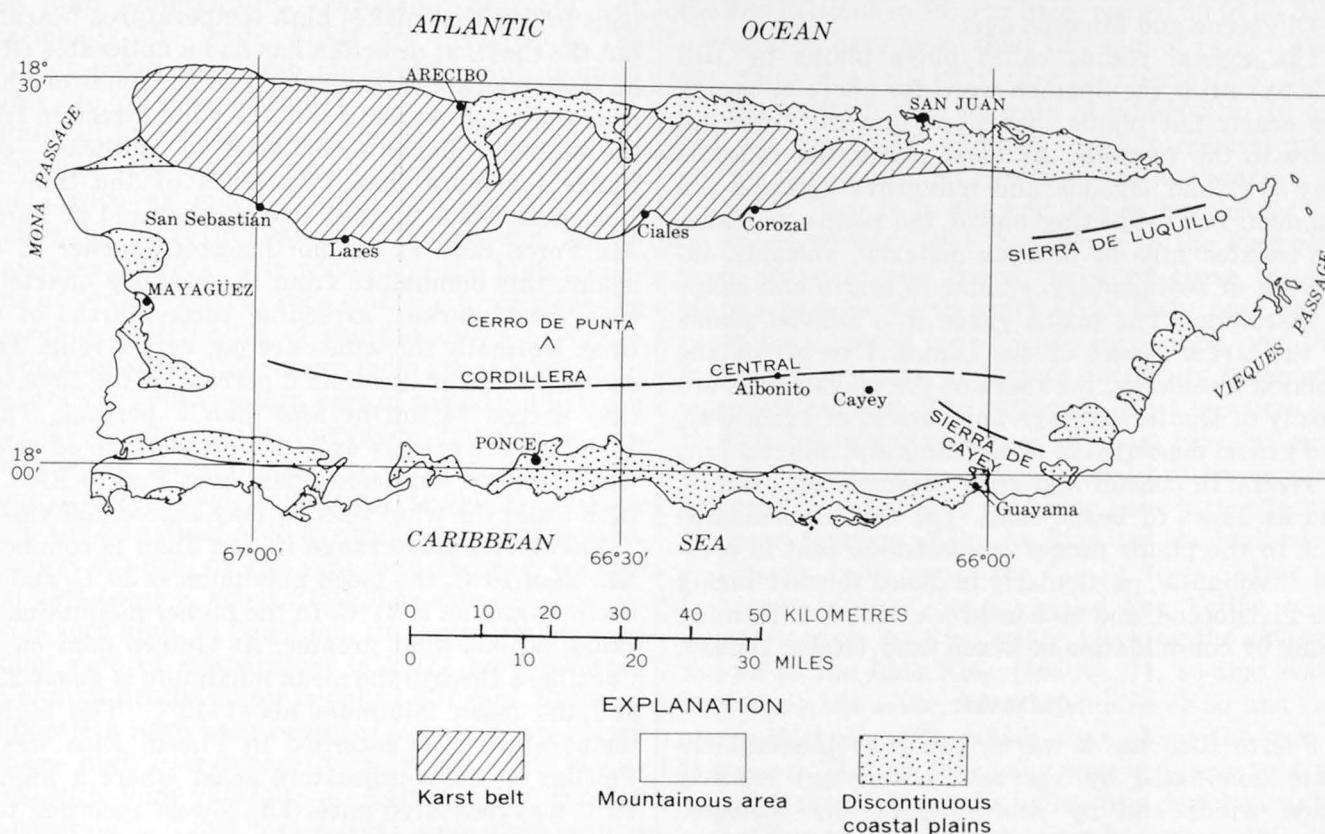 ATLANTIC OCEAN
18°
30'
ARECIBO
SAN JUAN
MONA PASSAGE
San Sebastián
Lares
Ciales
Corozal
SIERRA DE LUQUILLO
MAYAGÜEZ
CERRO DE PUNTA
CORDILLERA CENTRAL
Aibonito
Cayey
VIEQUES PASSAGE
SIERRA DE CAYEY
PONCE
18°
00'
Guayama
67°00'
CARIBBEAN SEA
66°30'
66°00'
0 10 20 30 40 50 KILOMETRES
0 10 20 30 MILES
EXPLANATION
Karst belt
Mountainous area
Discontinuous
coastal plains